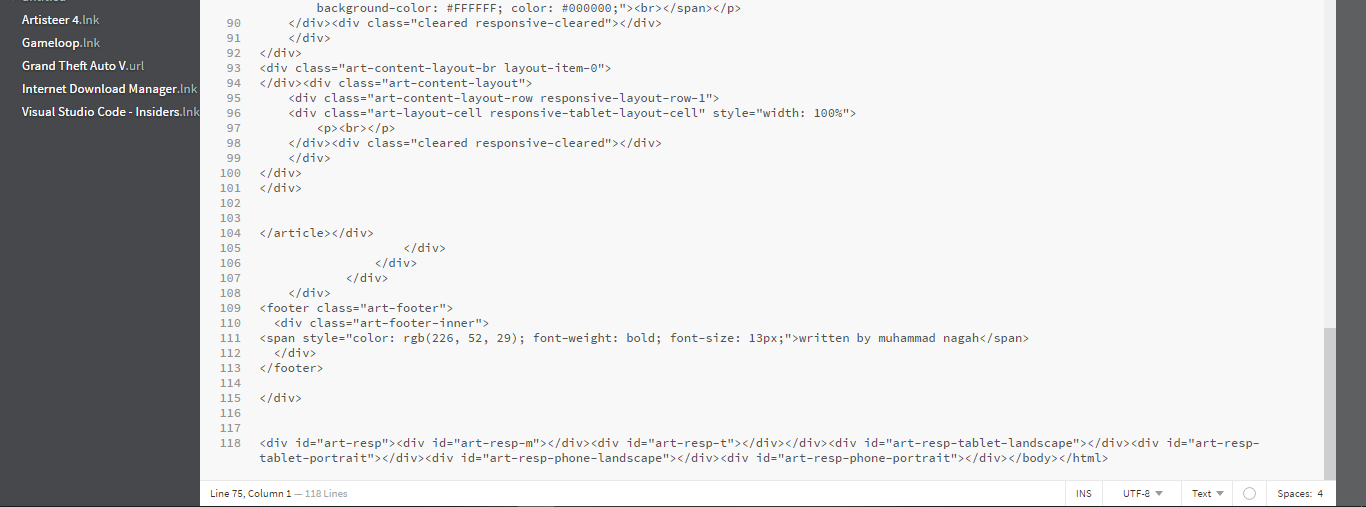 Artisteer 4.lnk
Gameloop.lnk
Grand Theft Auto V.url
Internet Download Manager.lnk
Visual Studio Code - Insiders.lnk
background-color: #FFFFFF; color: #000000;"><br></span></p>
90     </div><div class="cleared responsive-cleared"></div>
91     </div>
92 </div>
93 <div class="art-content-layout-br layout-item-0">
94 </div><div class="art-content-layout">
95     <div class="art-content-layout-row responsive-layout-row-1">
96     <div class="art-layout-cell responsive-tablet-layout-cell" style="width: 100%">
97         <p><br></p>
98     </div><div class="cleared responsive-cleared"></div>
99     </div>
100 </div>
101 </div>
102
103
104 </article></div>
105                     </div>
106                 </div>
107             </div>
108     </div>
109 <footer class="art-footer">
110   <div class="art-footer-inner">
111 <span style="color: rgb(226, 52, 29); font-weight: bold; font-size: 13px;">written by muhammad nagah</span>
112   </div>
113 </footer>
114
115 </div>
116
117
118 <div id="art-resp"><div id="art-resp-m"></div><div id="art-resp-t"></div></div><div id="art-resp-tablet-landscape"></div><div id="art-resp-
tablet-portrait"></div><div id="art-resp-phone-landscape"></div><div id="art-resp-phone-portrait"></div></body></html>
Line 75, Column 1 — 118 Lines INS UTF-8 Text Spaces: 4